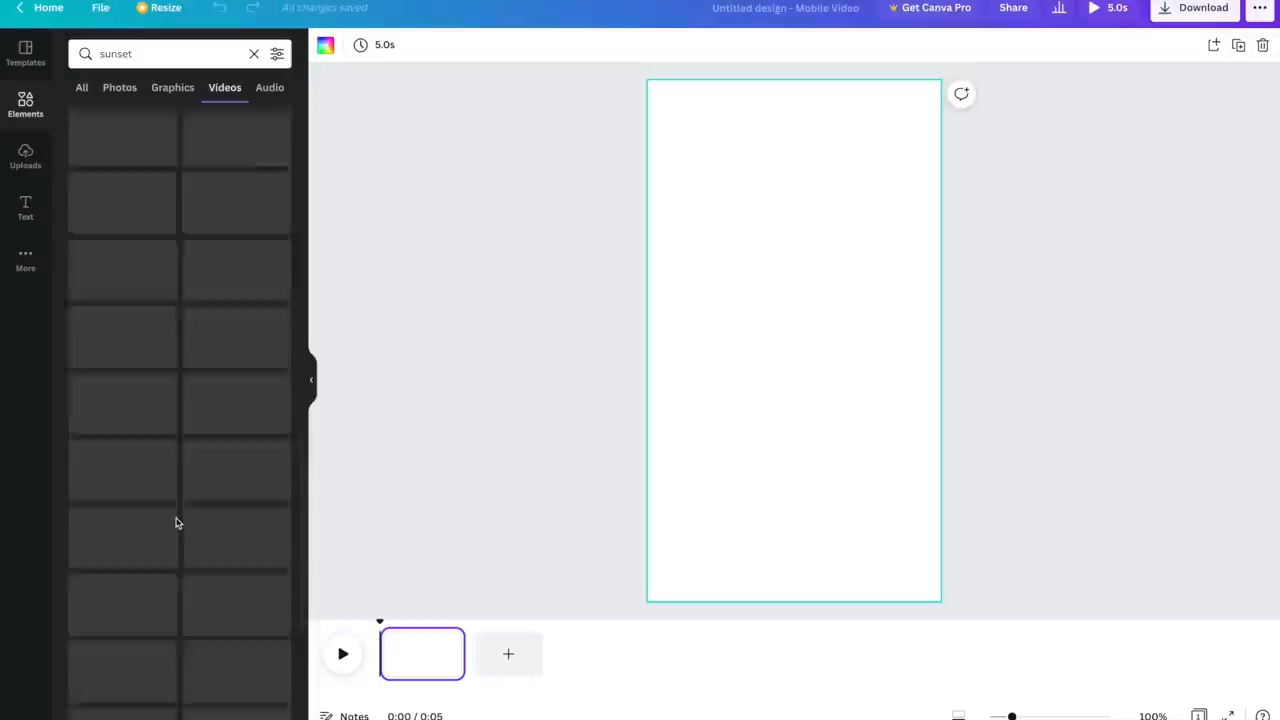 Home File Resize All changes saved Untitled design - Mobile Video Get Canva Pro Share 5.0s Download
Templates
Elements
Uploads
Text
More
sunset
All Photos Graphics Videos Audio
5.0s
Notes 0:00 / 0:05 100% 1